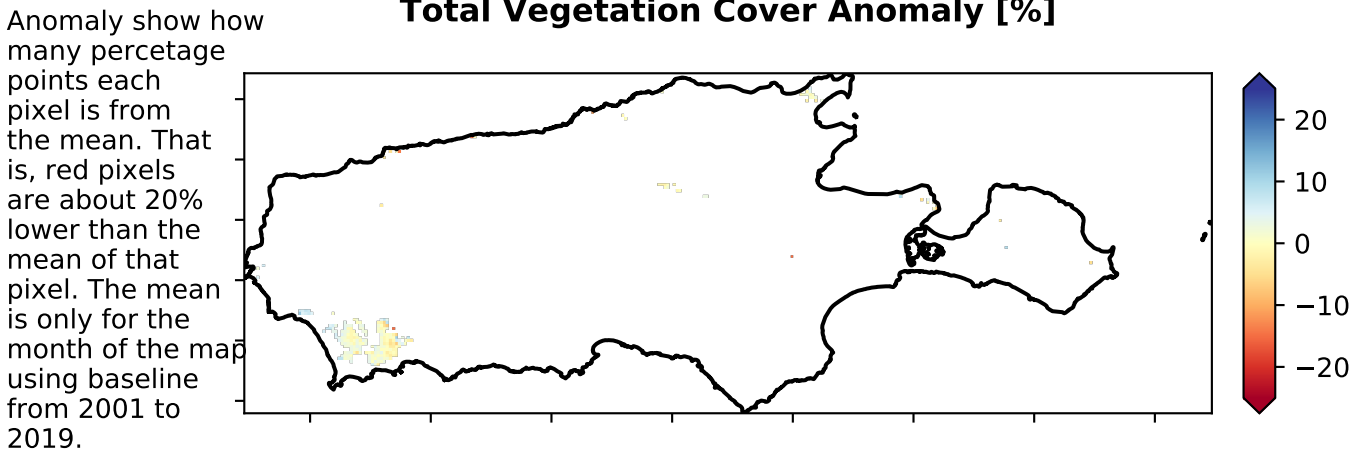 Total Vegetation Cover Anomaly [%]
Anomaly show how
many percetage
points each
pixel is from
the mean. That
is, red pixels
are about 20%
lower than the
mean of that
pixel. The mean
is only for the
month of the map
using baseline
from 2001 to
2019.
20
10
0
−10
−20